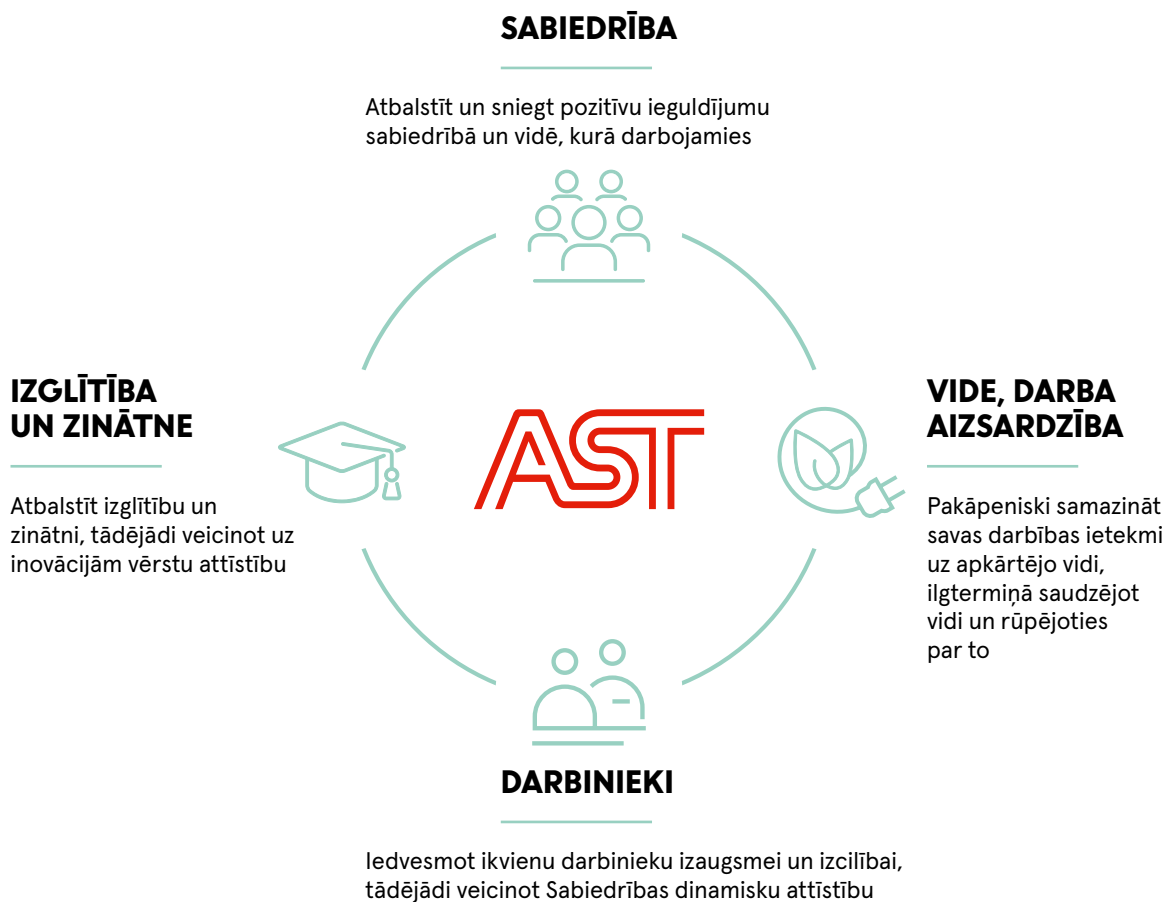 SABIEDRĪBA
Atbalstīt un sniegt pozitīvu ieguldījumu
sabiedrībā un vidē, kurā darbojamies
IZGLĪTĪBA
UN ZINĀTNE
Atbalstīt izglītību un
zinātni, tādējādi veicinot uz
inovācijām vērstu attīstību
AST
VIDE, DARBA
AIZSARDZĪBA
Pakāpeniski samazināt
savas darbības ietekmi
uz apkārtējo vidi,
ilgtermiņā saudzējot
vidi un rūpējoties
par to
DARBINIEKI
Iedvesmot ikvienu darbinieku izaugsmei un izcilībai,
tādējādi veicinot Sabiedrības dinamisku attīstību